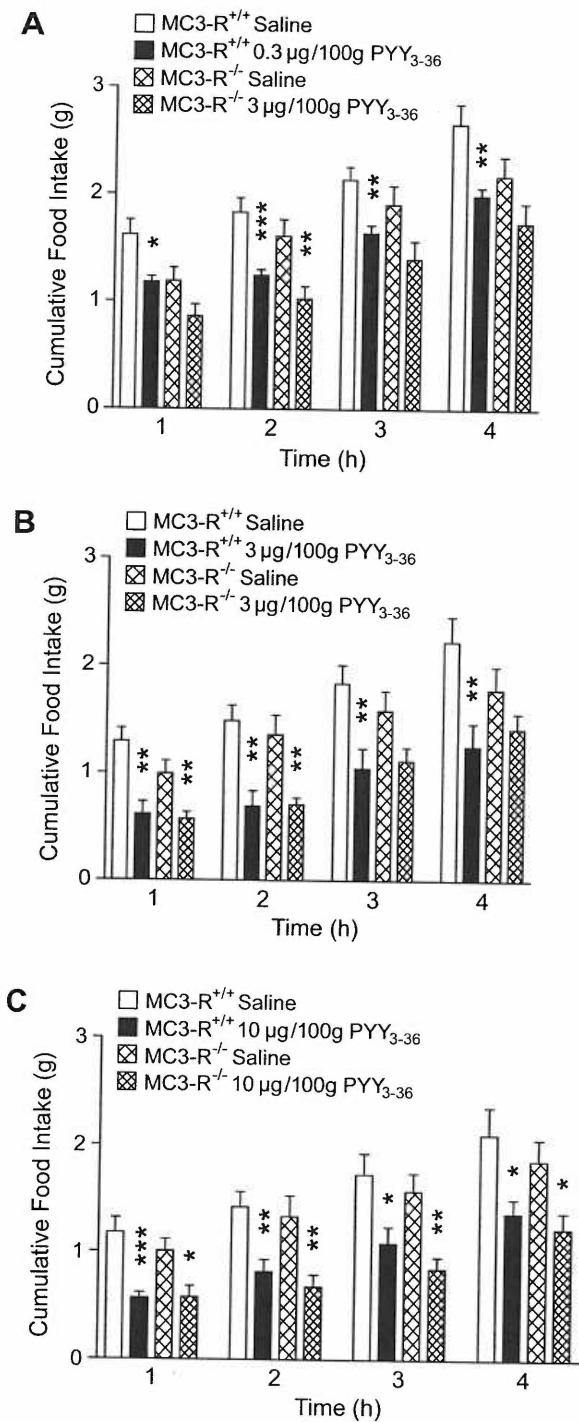 A
MC3-R+/+ Saline
MC3-R+/+ 0.3 µg/100g PYY3-36
MC3-R-/- Saline
MC3-R-/- 3 µg/100g PYY3-36
Cumulative Food Intake (g)
3
2
1
0
* *** ** ** **
1 2 3 4
Time (h)
B
MC3-R+/+ Saline
MC3-R+/+ 3 µg/100g PYY3-36
MC3-R-/- Saline
MC3-R-/- 3 µg/100g PYY3-36
Cumulative Food Intake (g)
3
2
1
0
** ** ** ** ** **
1 2 3 4
Time (h)
C
MC3-R+/+ Saline
MC3-R+/+ 10 µg/100g PYY3-36
MC3-R-/- Saline
MC3-R-/- 10 µg/100g PYY3-36
Cumulative Food Intake (g)
3
2
1
0
*** * ** ** * ** * *
1 2 3 4
Time (h)